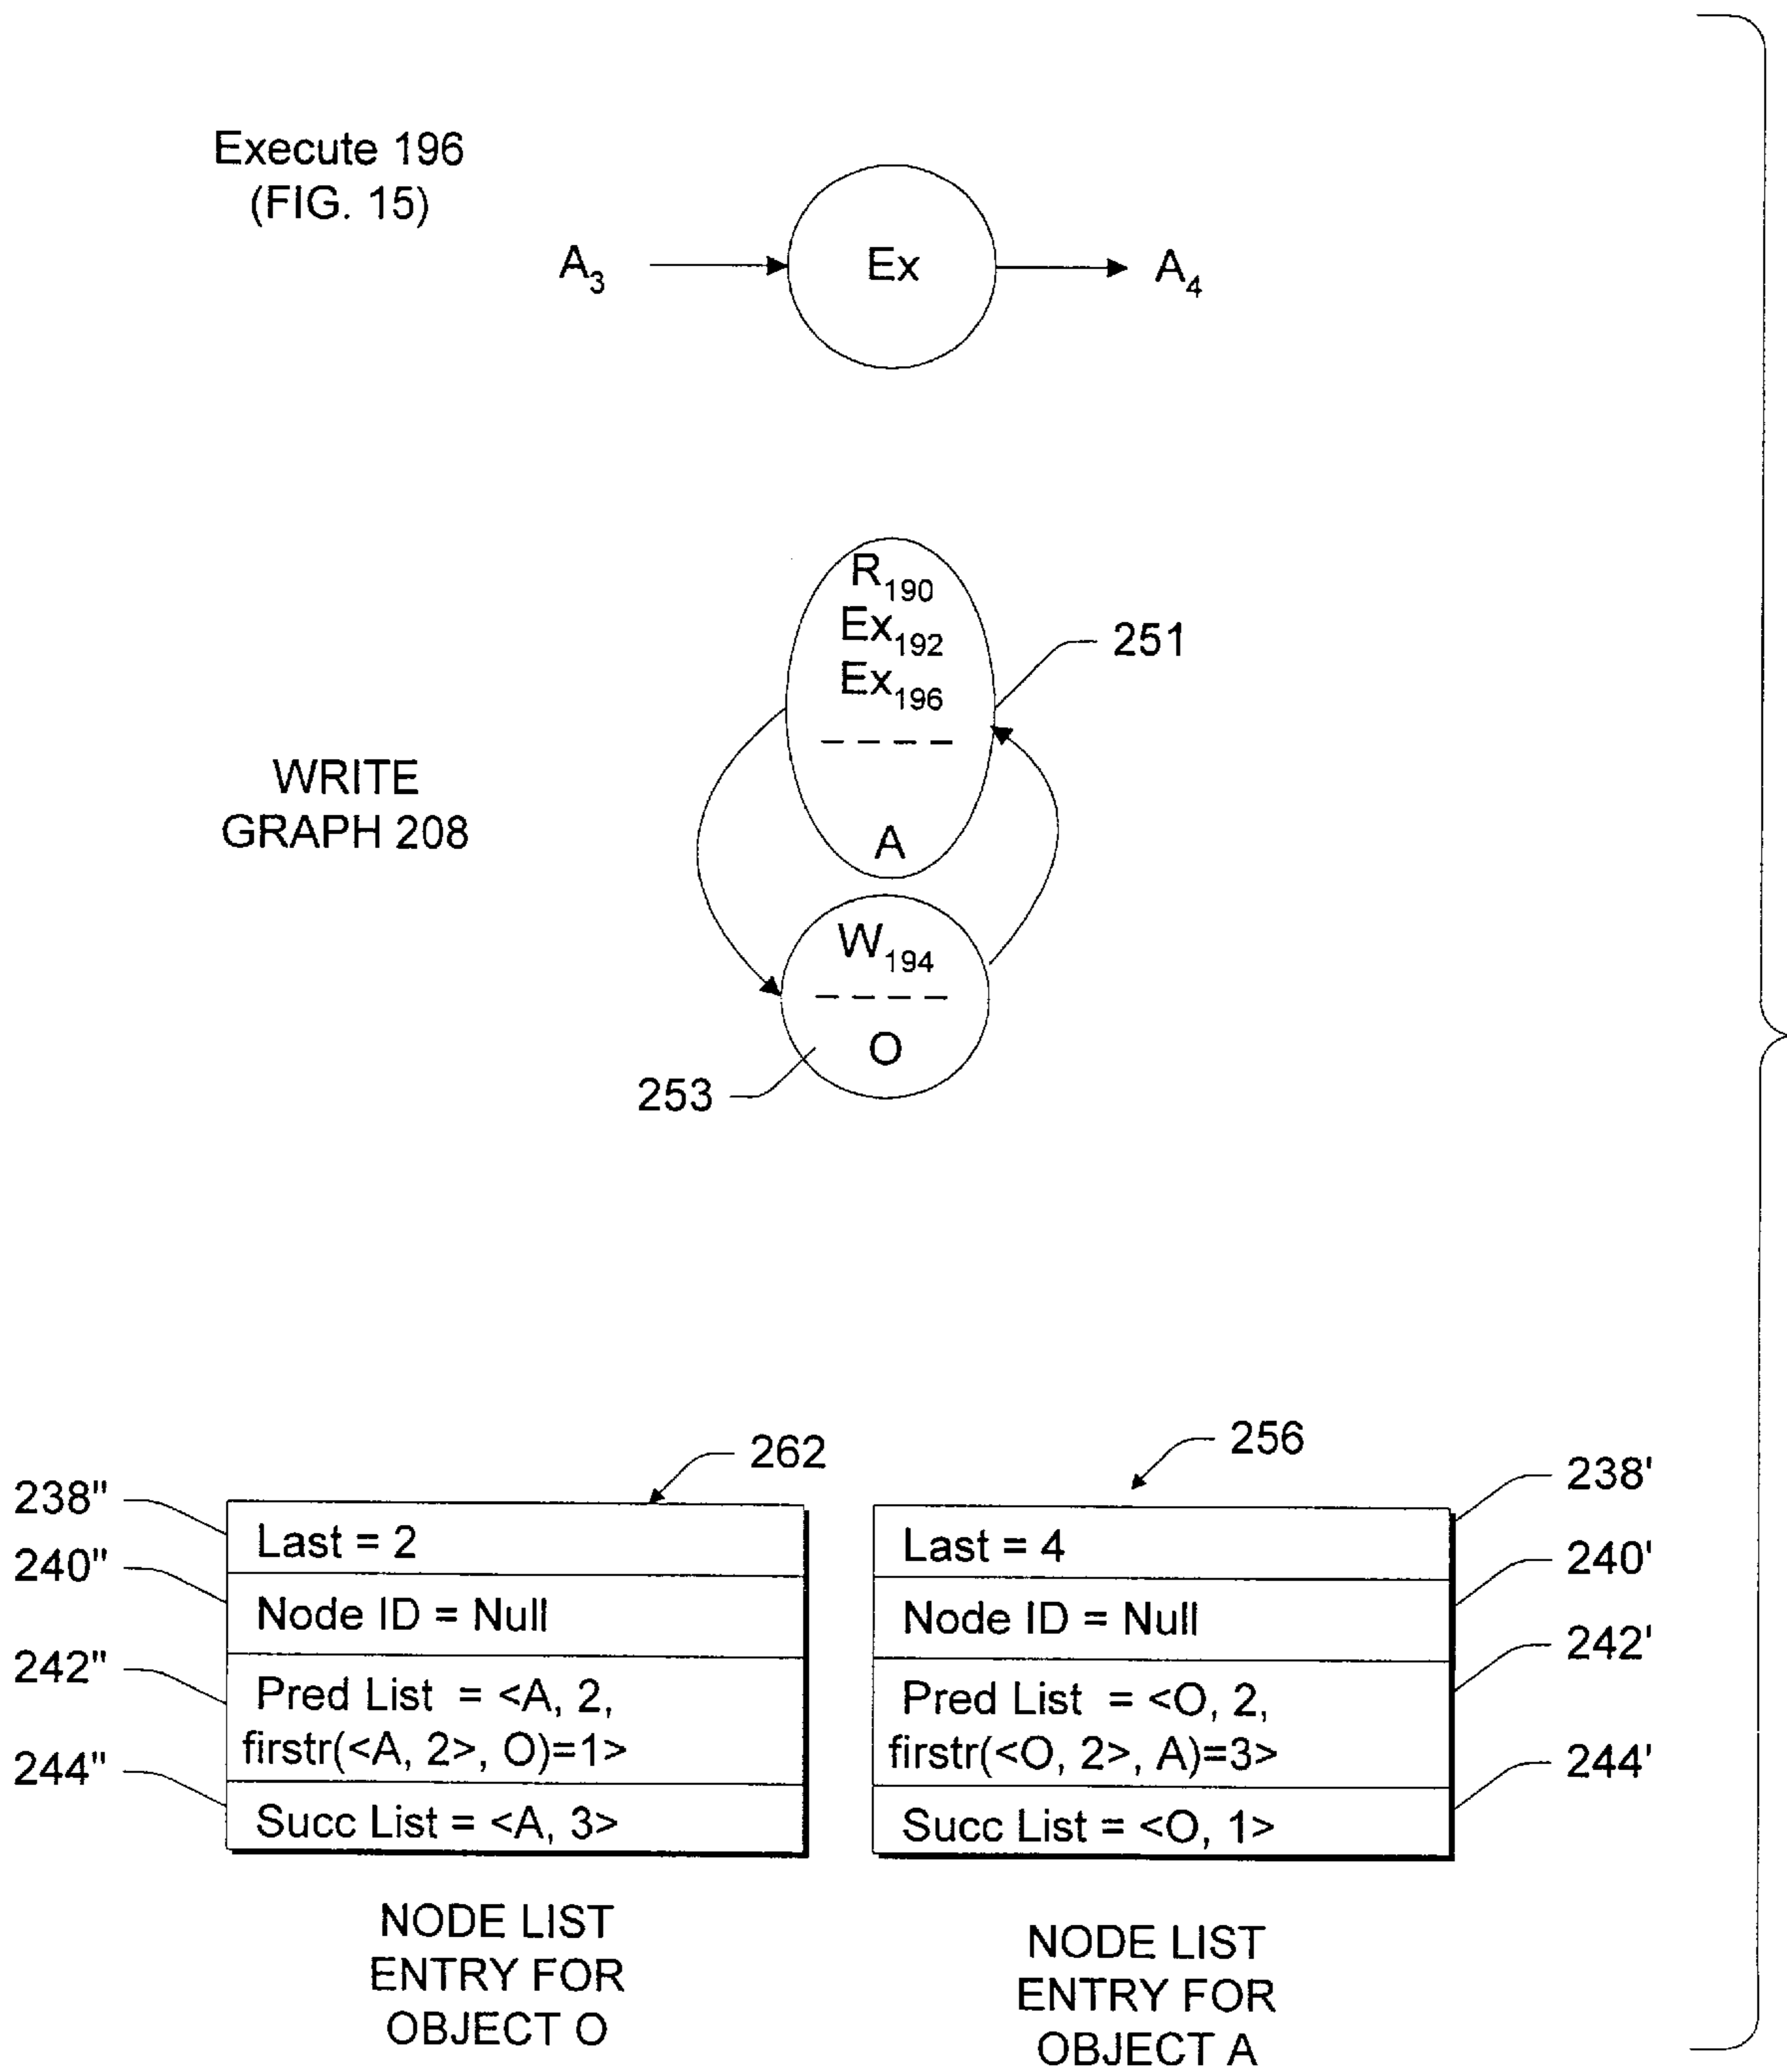 Execute 196
(FIG. 15)
A3
Ex
A4
R190
Ex192
Ex196
251
WRITE
GRAPH 208
A
W194
O
253
262
256
238"
Last = 2
Last = 4
238'
240"
Node ID = Null
Node ID = Null
240'
242"
Pred List = <A, 2,
firstr(<A, 2>, O)=1>
Pred List = <O, 2,
firstr(<O, 2>, A)=3>
242'
244"
Succ List = <A, 3>
Succ List = <O, 1>
244'
NODE LIST
ENTRY FOR
OBJECT O
NODE LIST
ENTRY FOR
OBJECT A